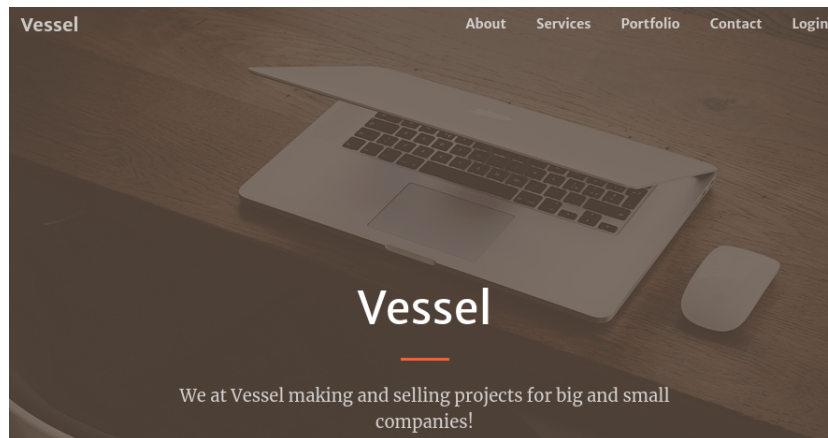 Vessel
About Services Portfolio Contact Login
Vessel
We at Vessel making and selling projects for big and small
companies!